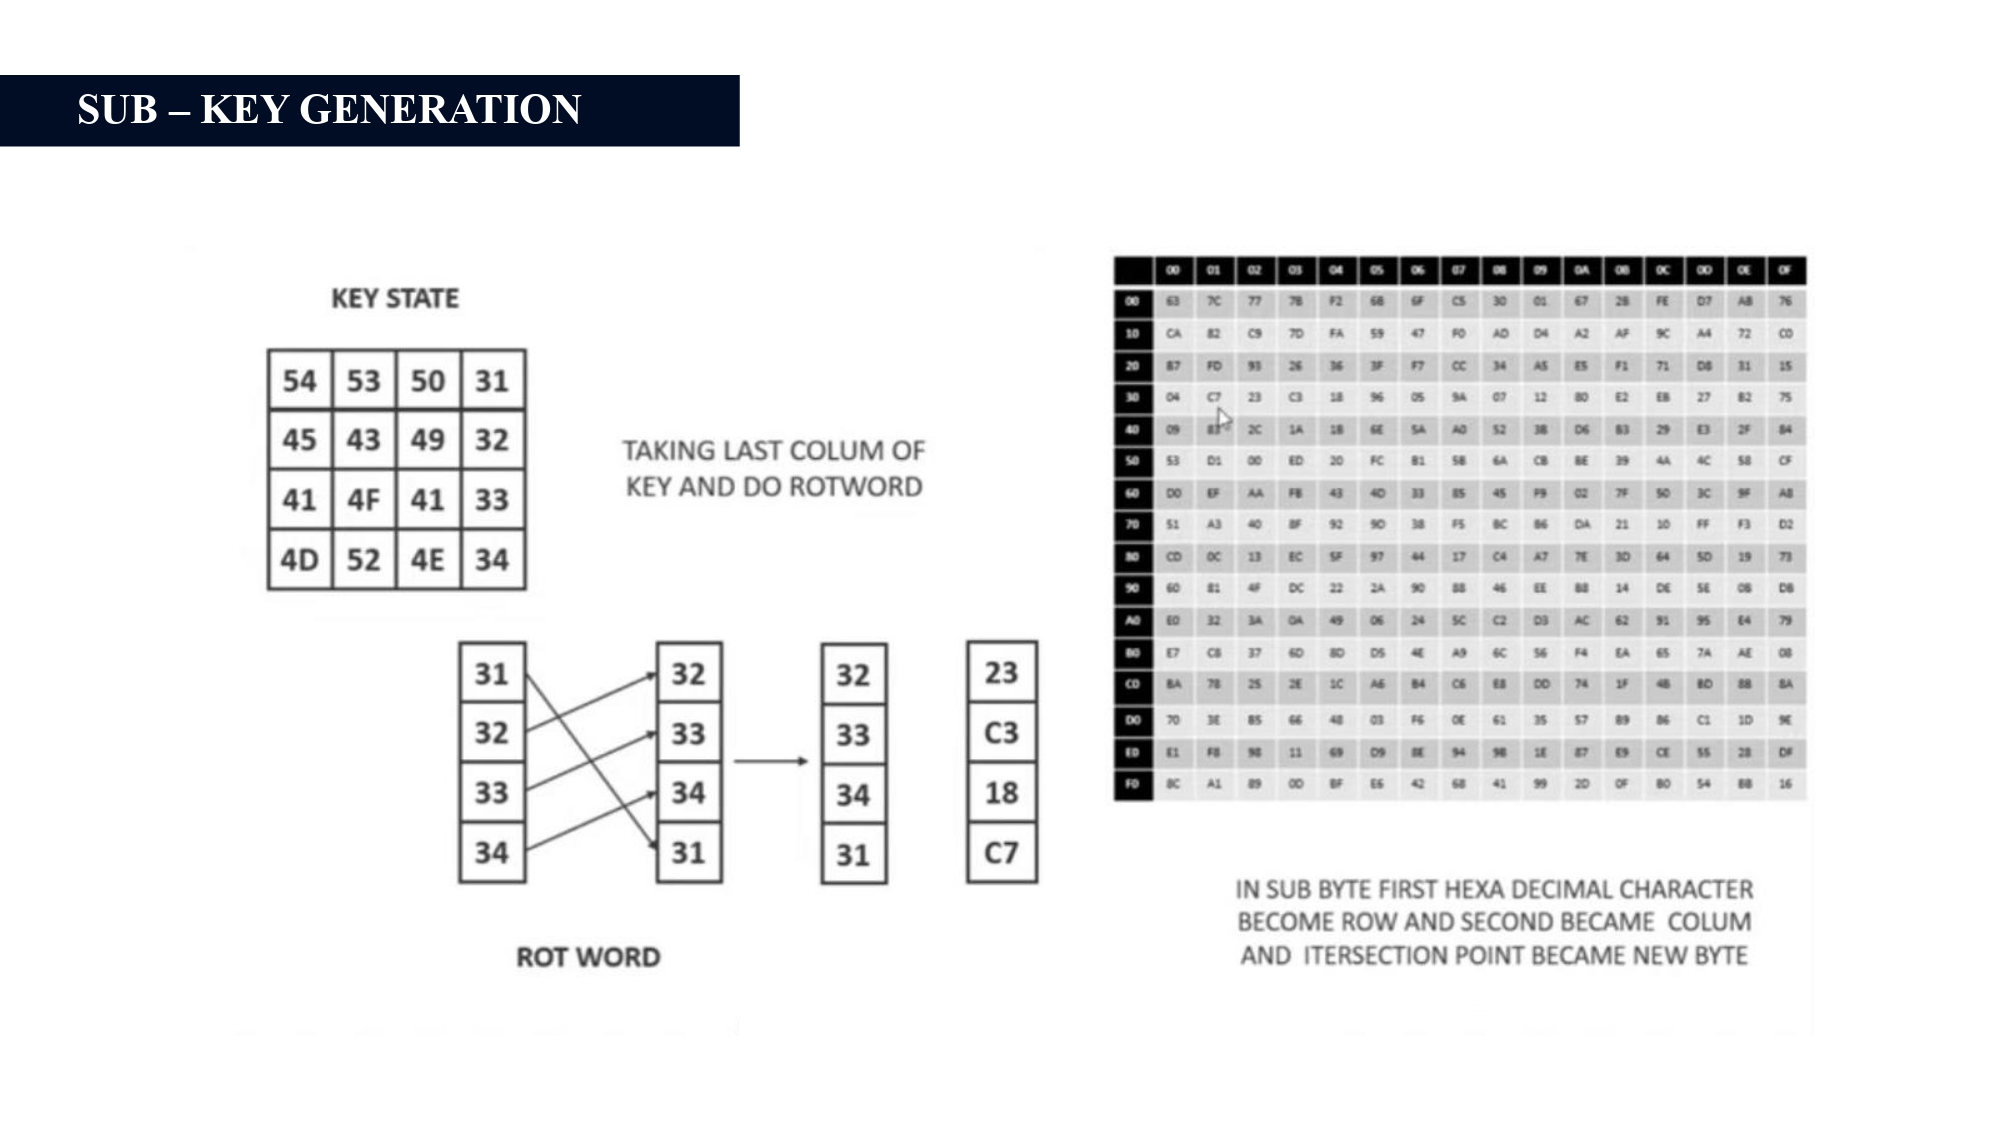 SUB – KEY GENERATION
KEY STATE
54 53 50 31
45 43 49 32
41 4F 41 33
4D 52 4E 34
TAKING LAST COLUM OF
KEY AND DO ROTWORD
31 32 32 23
32 33 33 C3
33 34 34 18
34 31 31 C7
ROT WORD
00 01 02 03 04 05 06 07 08 09 0A 0B 0C 0D 0E 0F
00 63 7C 77 7B F2 6B 6F C5 30 01 67 2B FE D7 AB 76
10 CA 82 C9 7D FA 59 47 F0 AD D4 A2 AF 9C A4 72 C0
20 B7 FD 93 26 36 3F F7 CC 34 A5 E5 F1 71 D8 31 15
30 04 C7 23 C3 18 96 05 9A 07 12 80 E2 EB 27 B2 75
40 09 83 2C 1A 1B 6E 5A A0 52 3B D6 B3 29 E3 2F 84
50 53 D1 00 ED 20 FC B1 5B 6A CB BE 39 4A 4C 58 CF
60 D0 EF AA FB 43 4D 33 85 45 F9 02 7F 50 3C 9F A8
70 51 A3 40 8F 92 9D 38 F5 BC B6 DA 21 10 FF F3 D2
80 CD 0C 13 EC 5F 97 44 17 C4 A7 7E 3D 64 5D 19 73
90 60 81 4F DC 22 2A 90 88 46 EE B8 14 DE 5E 0B DB
A0 E0 32 3A 0A 49 06 24 5C C2 D3 AC 62 91 95 E4 79
B0 E7 C8 37 6D 8D D5 4E A9 6C 56 F4 EA 65 7A AE 08
C0 BA 78 25 2E 1C A6 B4 C6 E8 DD 74 1F 4B BD 8B 8A
D0 70 3E B5 66 48 03 F6 0E 61 35 57 B9 86 C1 1D 9E
E0 E1 F8 98 11 69 D9 8E 94 9B 1E 87 E9 CE 55 28 DF
F0 8C A1 89 0D BF E6 42 68 41 99 2D 0F B0 54 BB 16
IN SUB BYTE FIRST HEXA DECIMAL CHARACTER
BECOME ROW AND SECOND BECAME COLUM
AND ITERSECTION POINT BECAME NEW BYTE